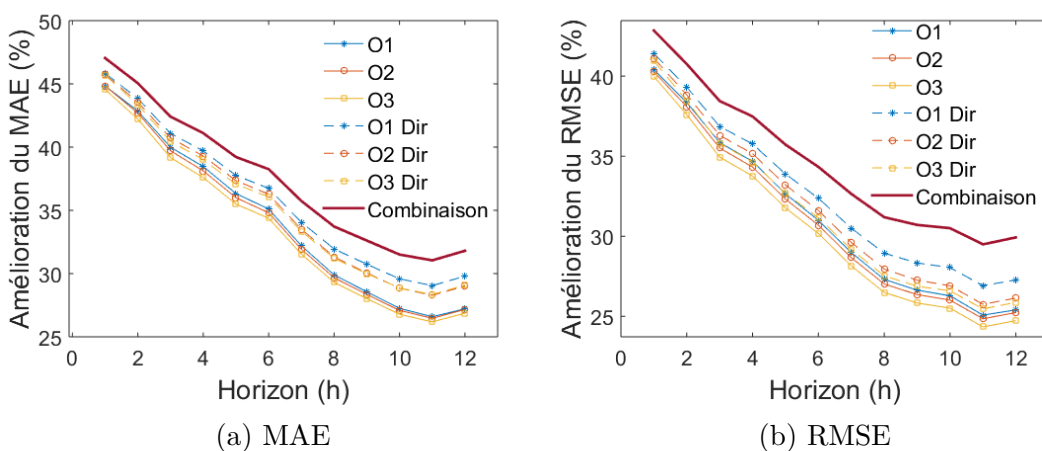 Amélioration du MAE (%)
50
45
40
35
30
25
0 2 4 6 8 10 12
Horizon (h)
O1
O2
O3
O1 Dir
O2 Dir
O3 Dir
Combinaison
(a) MAE
Amélioration du RMSE (%)
40
35
30
25
0 2 4 6 8 10 12
Horizon (h)
O1
O2
O3
O1 Dir
O2 Dir
O3 Dir
Combinaison
(b) RMSE